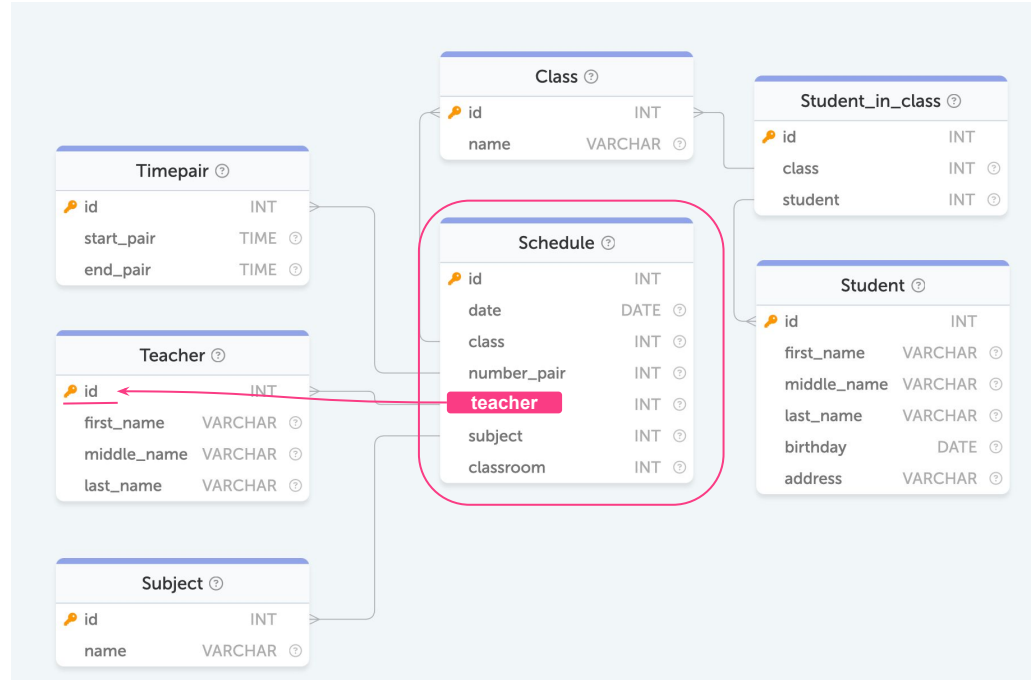 Class ?
id INT
name VARCHAR ?
Student_in_class ?
id INT
class INT ?
student INT ?
Timepair ?
id INT
start_pair TIME ?
end_pair TIME ?
Schedule ?
id INT
date DATE ?
class INT ?
number_pair INT ?
teacher INT ?
subject INT ?
classroom INT ?
Student ?
id INT
first_name VARCHAR ?
middle_name VARCHAR ?
last_name VARCHAR ?
birthday DATE ?
address VARCHAR ?
Teacher ?
id INT
first_name VARCHAR ?
middle_name VARCHAR ?
last_name VARCHAR ?
Subject ?
id INT
name VARCHAR ?